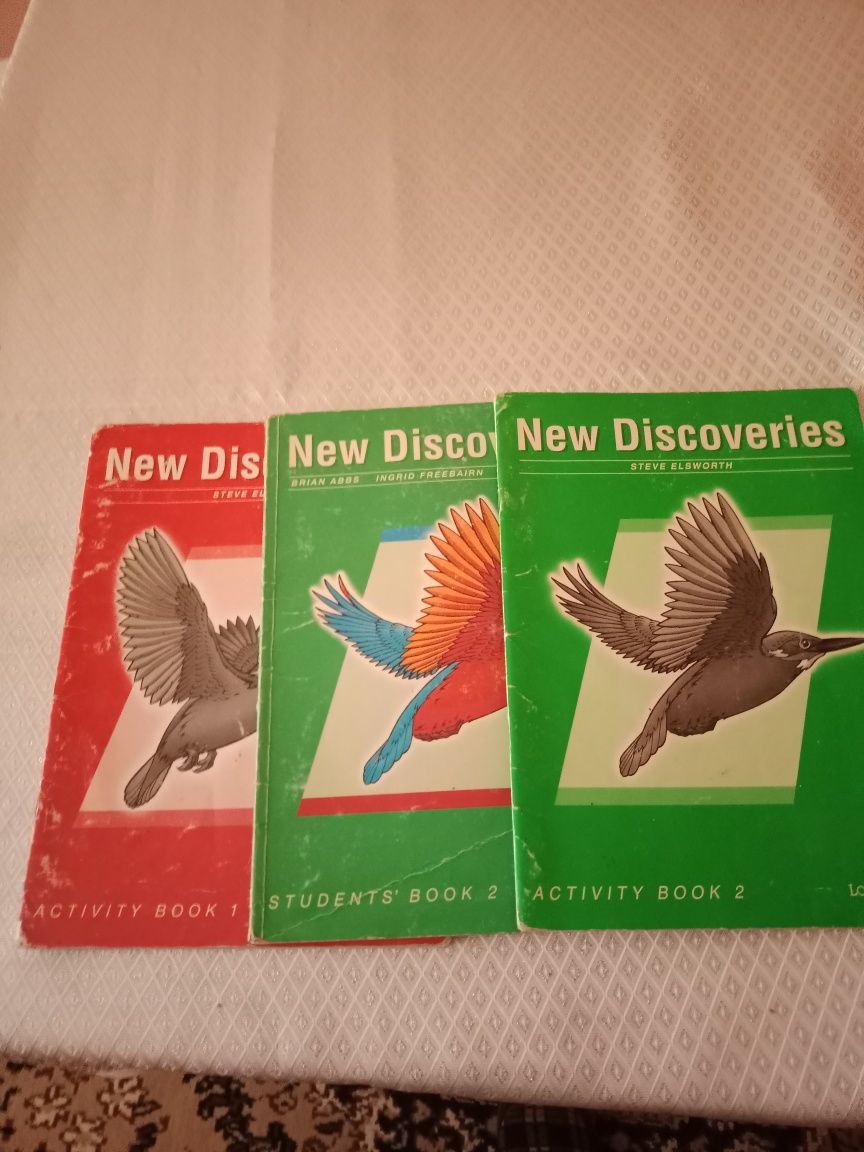 New Dis
STEVE EL
ACTIVITY BOOK 1
New Discov
BRIAN ABBS INGRID FREEBAIRN
STUDENTS' BOOK 2
New Discoveries
STEVE ELSWORTH
ACTIVITY BOOK 2
Lo